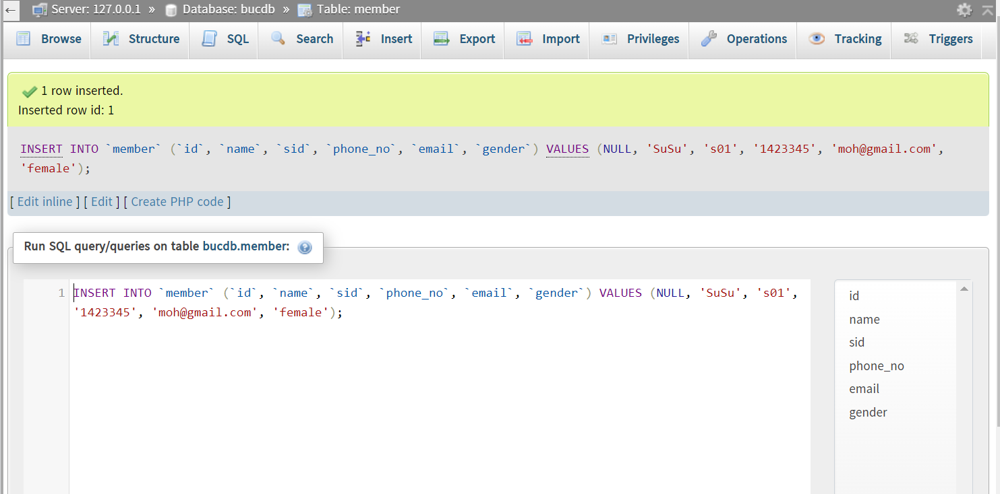 Server: 127.0.0.1 » Database: bucdb » Table: member
Browse Structure SQL Search Insert Export Import Privileges Operations Tracking Triggers
1 row inserted.
Inserted row id: 1
INSERT INTO `member` (`id`, `name`, `sid`, `phone_no`, `email`, `gender`) VALUES (NULL, 'SuSu', 's01', '1423345', 'moh@gmail.com',
'female');
[ Edit inline ] [ Edit ] [ Create PHP code ]
Run SQL query/queries on table bucdb.member:
1 INSERT INTO `member` (`id`, `name`, `sid`, `phone_no`, `email`, `gender`) VALUES (NULL, 'SuSu', 's01',
'1423345', 'moh@gmail.com', 'female');
id
name
sid
phone_no
email
gender